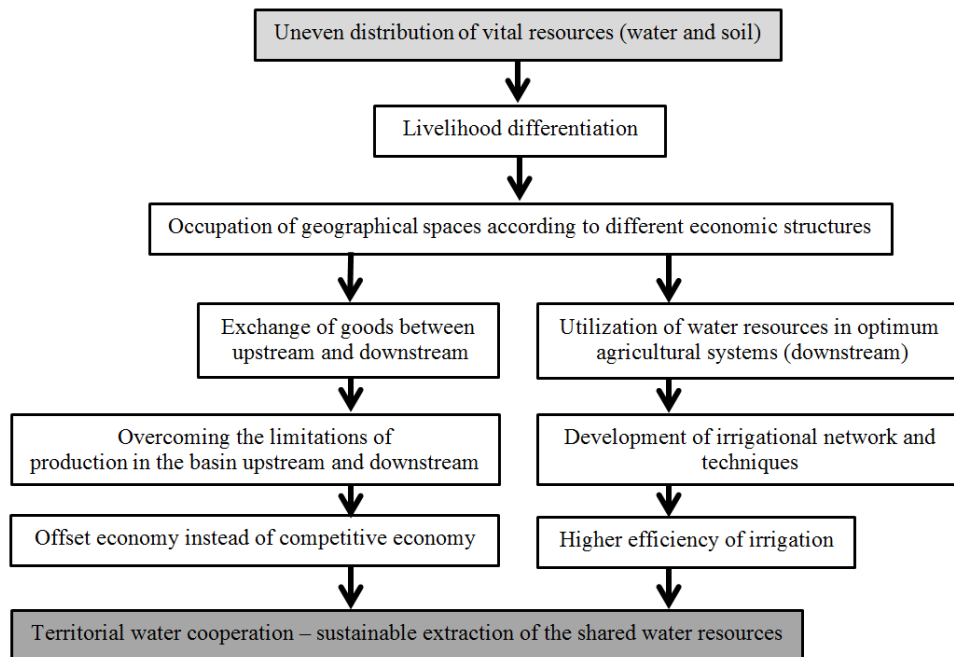 Uneven distribution of vital resources (water and soil)
Livelihood differentiation
Occupation of geographical spaces according to different economic structures
Exchange of goods between
upstream and downstream
Utilization of water resources in optimum
agricultural systems (downstream)
Overcoming the limitations of
production in the basin upstream and downstream
Development of irrigational network and
techniques
Offset economy instead of competitive economy
Higher efficiency of irrigation
Territorial water cooperation – sustainable extraction of the shared water resources